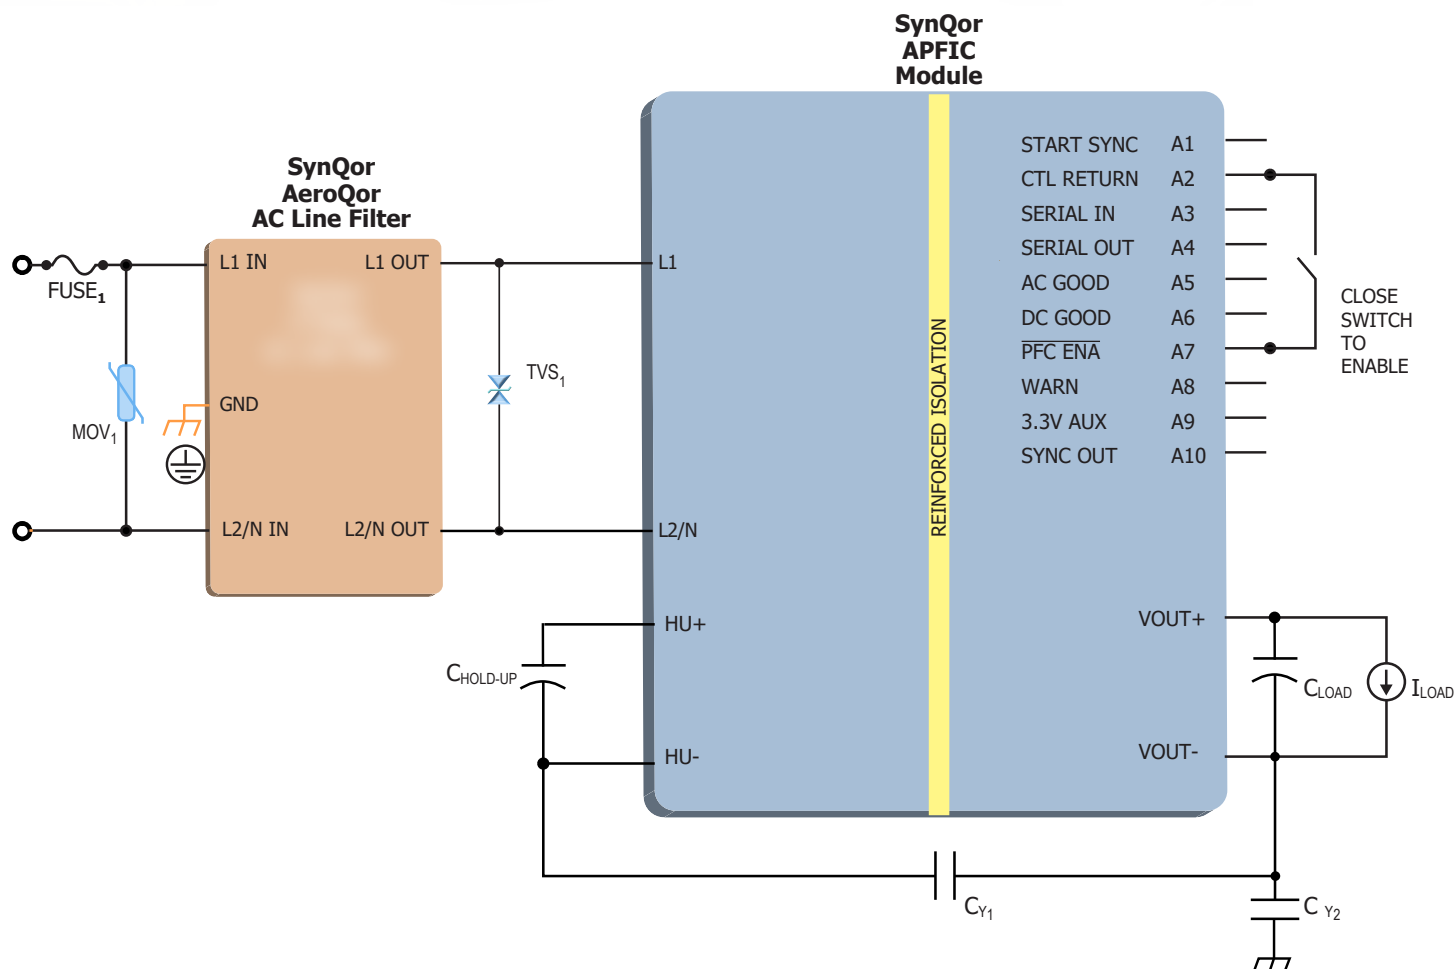 SynQor
APFIC
Module
SynQor
AeroQor
AC Line Filter
FUSE1
MOV1
L1 IN
L1 OUT
GND
L2/N IN
L2/N OUT
TVS1
L1
L2/N
HU+
HU-
CHOLD-UP
REINFORCED ISOLATION
START SYNC A1
CTL RETURN A2
SERIAL IN A3
SERIAL OUT A4
AC GOOD A5
DC GOOD A6
PFC ENA A7
WARN A8
3.3V AUX A9
SYNC OUT A10
CLOSE
SWITCH
TO
ENABLE
VOUT+
VOUT-
CLOAD
ILOAD
CY1
C Y2